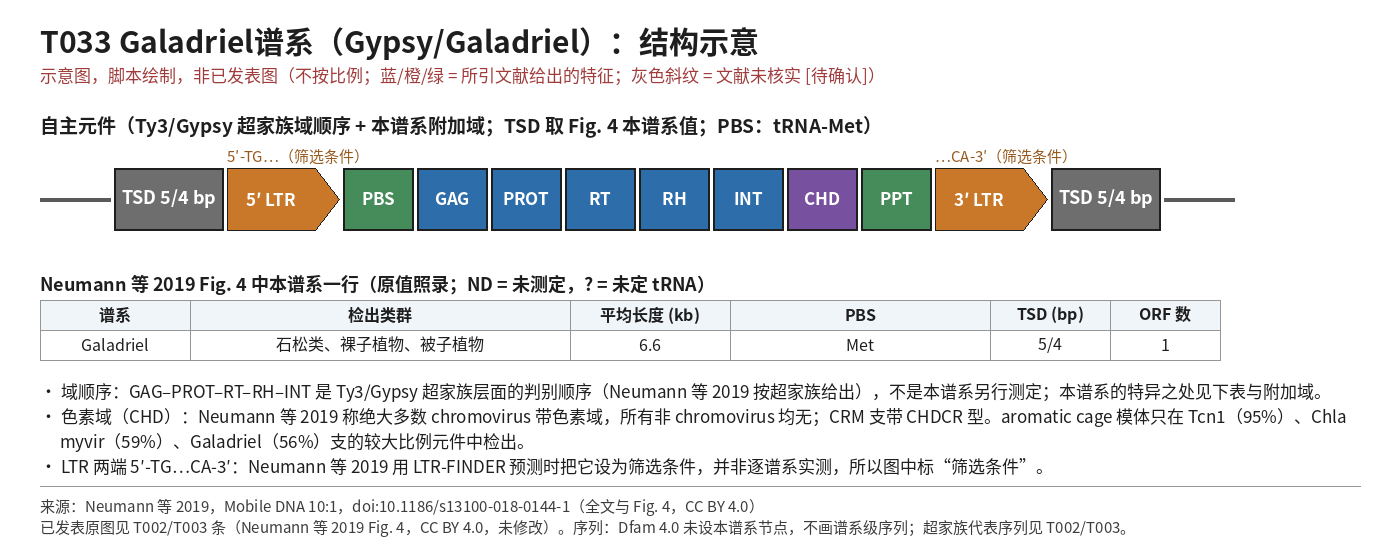 T033 Galadriel谱系（Gypsy/Galadriel）：结构示意
示意图，脚本绘制，非已发表图（不按比例；蓝/橙/绿 = 所引文献给出的特征；灰色斜纹 = 文献未核实 [待确认]）
自主元件（Ty3/Gypsy 超家族域顺序 + 本谱系附加域；TSD 取 Fig. 4 本谱系值；PBS：tRNA-Met）
5′-TG…（筛选条件） …CA-3′（筛选条件）
TSD 5/4 bp 5′ LTR PBS GAG PROT RT RH INT CHD PPT 3′ LTR TSD 5/4 bp
Neumann 等 2019 Fig. 4 中本谱系一行（原值照录；ND = 未测定，? = 未定 tRNA）
谱系 检出类群 平均长度 (kb) PBS TSD (bp) ORF 数
Galadriel 石松类、裸子植物、被子植物 6.6 Met 5/4 1
• 域顺序：GAG–PROT–RT–RH–INT 是 Ty3/Gypsy 超家族层面的判别顺序（Neumann 等 2019 按超家族给出），不是本谱系另行测定；本谱系的特异之处见下表与附加域。
• 色素域（CHD）：Neumann 等 2019 称绝大多数 chromovirus 带色素域，所有非 chromovirus 均无；CRM 支带 CHDCR 型。aromatic cage 模体只在 Tcn1（95%）、Chla
myvir（59%）、Galadriel（56%）支的较大比例元件中检出。
• LTR 两端 5′-TG…CA-3′：Neumann 等 2019 用 LTR-FINDER 预测时把它设为筛选条件，并非逐谱系实测，所以图中标“筛选条件”。
来源：Neumann 等 2019，Mobile DNA 10:1，doi:10.1186/s13100-018-0144-1（全文与 Fig. 4，CC BY 4.0）
已发表原图见 T002/T003 条（Neumann 等 2019 Fig. 4，CC BY 4.0，未修改）。序列：Dfam 4.0 未设本谱系节点，不画谱系级序列；超家族代表序列见 T002/T003。